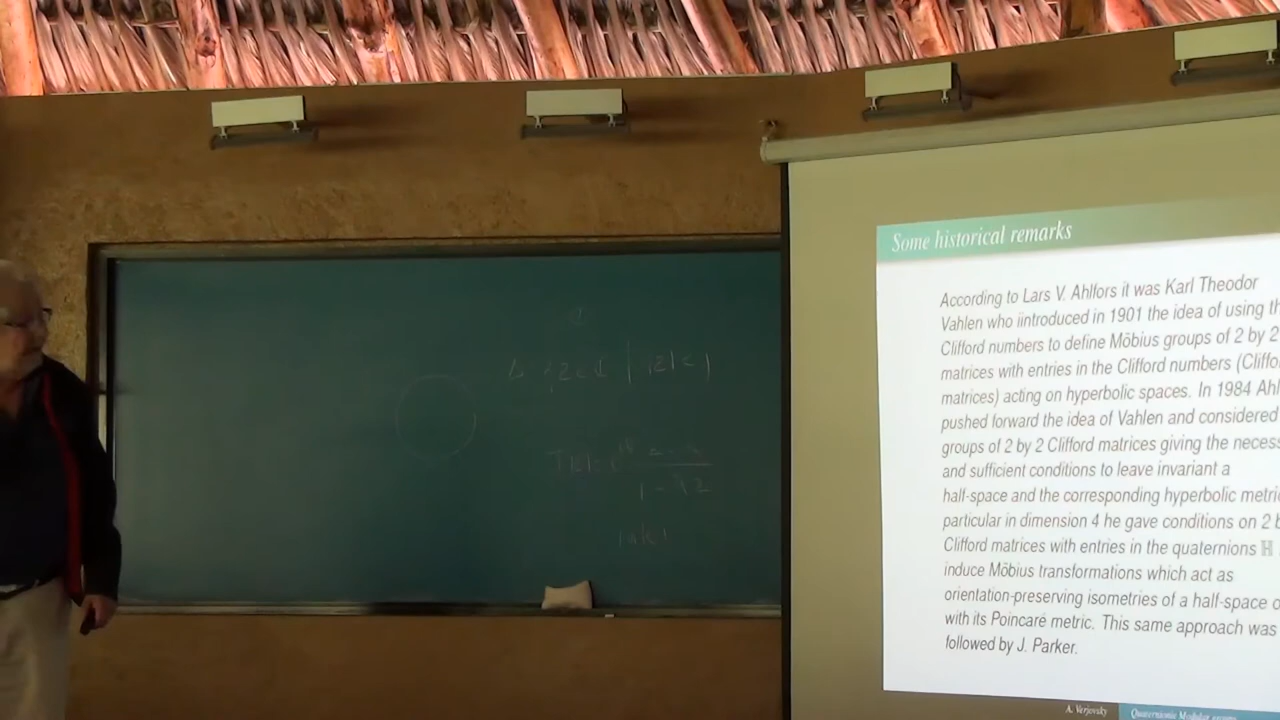 Δ {z ∈ ℂ | |z| < 1
1 -
Some historical remarks
According to Lars V. Ahlfors it was Karl Theodor
Vahlen who iintroduced in 1901 the idea of using
Clifford numbers to define Möbius groups of 2 by 2
matrices with entries in the Clifford numbers
matrices) acting on hyperbolic spaces. In 1984
pushed forward the idea of Vahlen and considered
groups of 2 by 2 Clifford matrices giving the
and sufficient conditions to leave invariant a
half-space and the corresponding hyperbolic
particular in dimension 4 he gave conditions on 2
Clifford matrices with entries in the quaternions ℍ
induce Möbius transformations which act as
orientation-preserving isometries of a half-space
with its Poincaré metric. This same approach was
followed by J. Parker.
A. Verjovsky
Quaternionic Modular